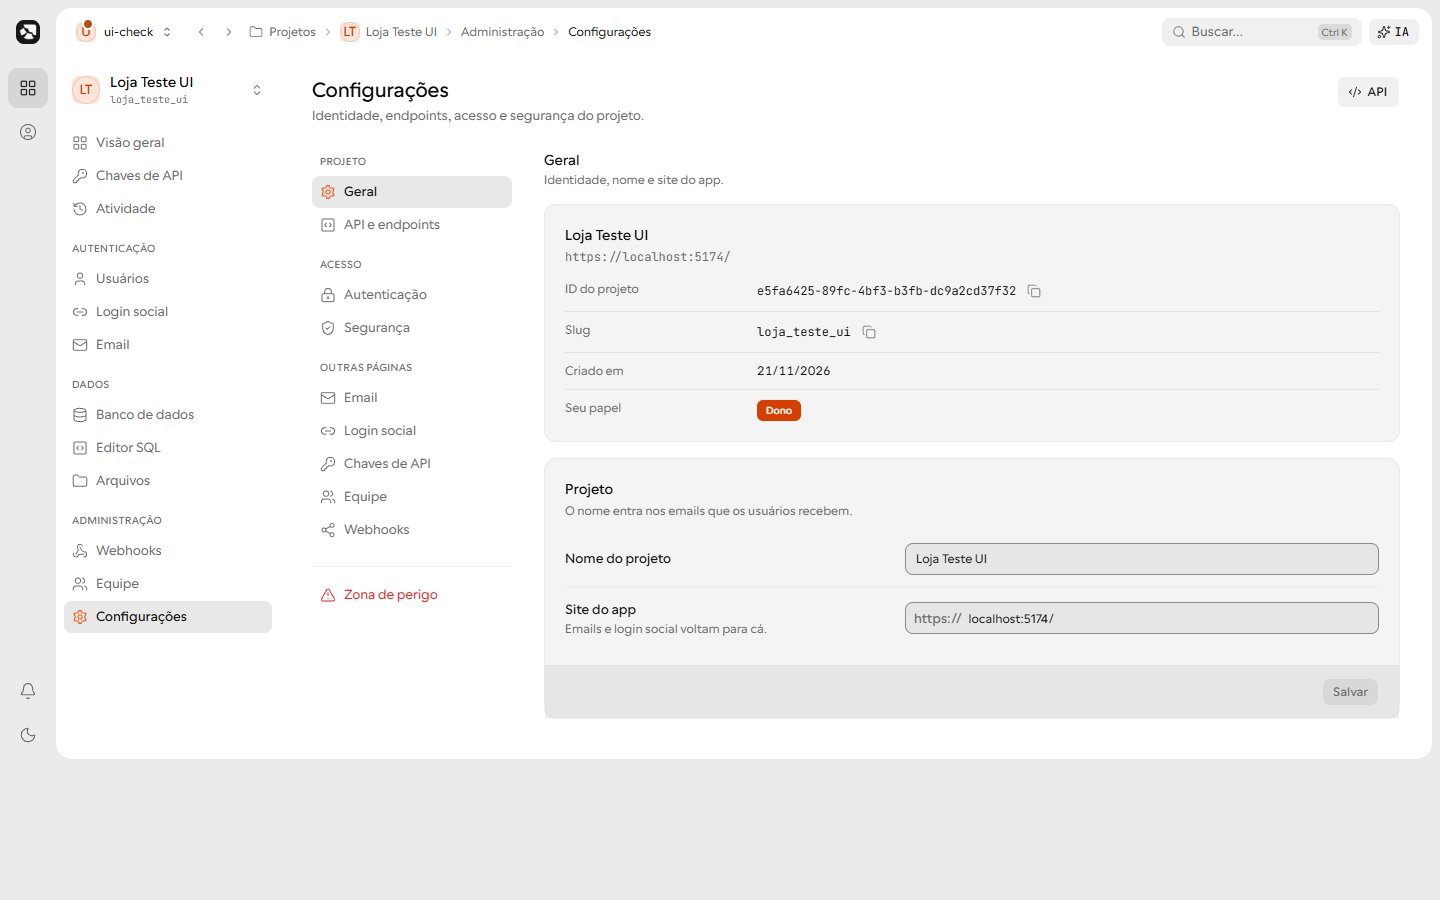 U
ui-check
Projetos
LT
Loja Teste UI
Administração
Configurações
Buscar...
Ctrl K
IA
LT
Loja Teste UI
loja_teste_ui
Visão geral
Chaves de API
Atividade
AUTENTICAÇÃO
Usuários
Login social
Email
DADOS
Banco de dados
Editor SQL
Arquivos
ADMINISTRAÇÃO
Webhooks
Equipe
Configurações
Configurações
Identidade, endpoints, acesso e segurança do projeto.
API
PROJETO
Geral
API e endpoints
ACESSO
Autenticação
Segurança
OUTRAS PÁGINAS
Email
Login social
Chaves de API
Equipe
Webhooks
Zona de perigo
Geral
Identidade, nome e site do app.
Loja Teste UI
https://localhost:5174/
ID do projeto
e5fa6425-89fc-4bf3-b3fb-dc9a2cd37f32
Slug
loja_teste_ui
Criado em
21/11/2026
Seu papel
Dono
Projeto
O nome entra nos emails que os usuários recebem.
Nome do projeto
Loja Teste UI
Site do app
Emails e login social voltam para cá.
https:// localhost:5174/
Salvar